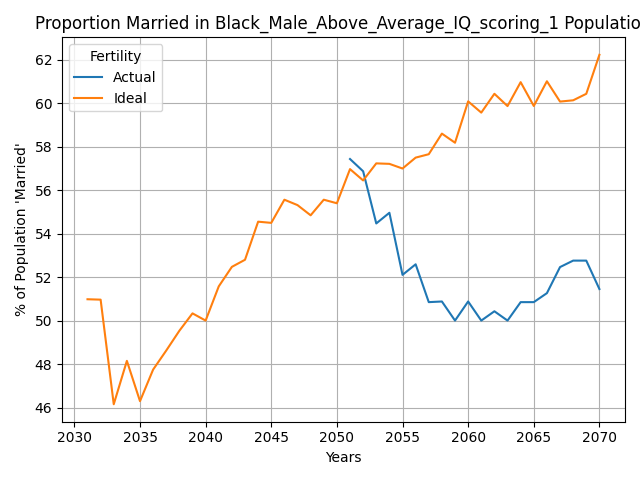 Proportion Married in Black_Male_Above_Average_IQ_scoring_1 Populatio
Fertility
Actual
Ideal
% of Population 'Married'
62
60
58
56
54
52
50
48
46
2030 2035 2040 2045 2050 2055 2060 2065 2070
Years